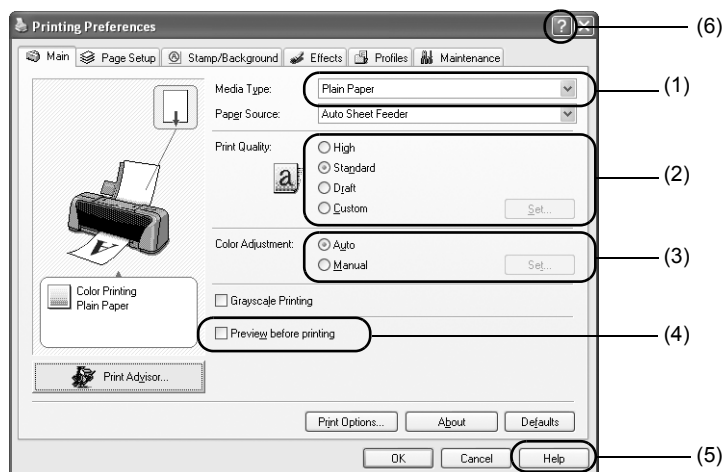 Printing Preferences ? (6)
Main Page Setup Stamp/Background Effects Profiles Maintenance
Media Type: Plain Paper (1)
Paper Source: Auto Sheet Feeder
Print Quality: High
a Standard (2)
Draft
Custom Set...
Color Adjustment: Auto (3)
Manual Set...
Color Printing
Plain Paper
Grayscale Printing
Preview before printing (4)
Print Advisor...
Print Options... About Defaults
OK Cancel Help (5)